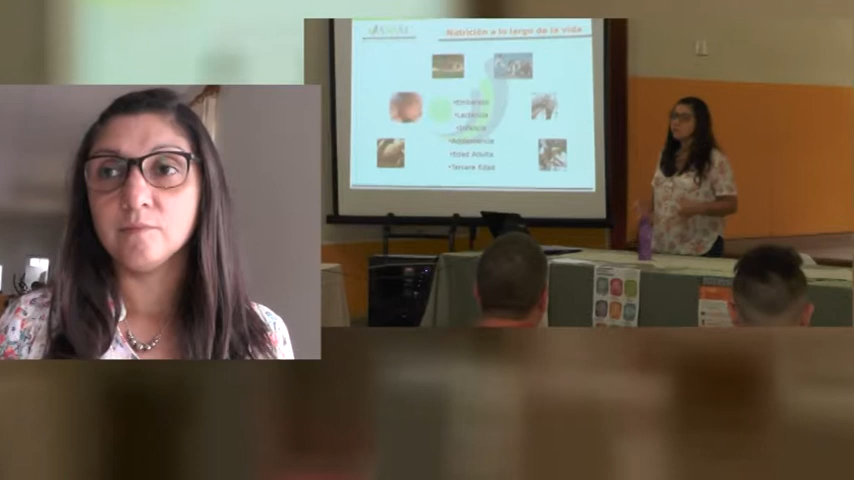 Nutrición a lo largo de la vida
•Embarazo
•Lactancia
•Infancia
•Adolescencia
•Edad Adulta
•Tercera Edad